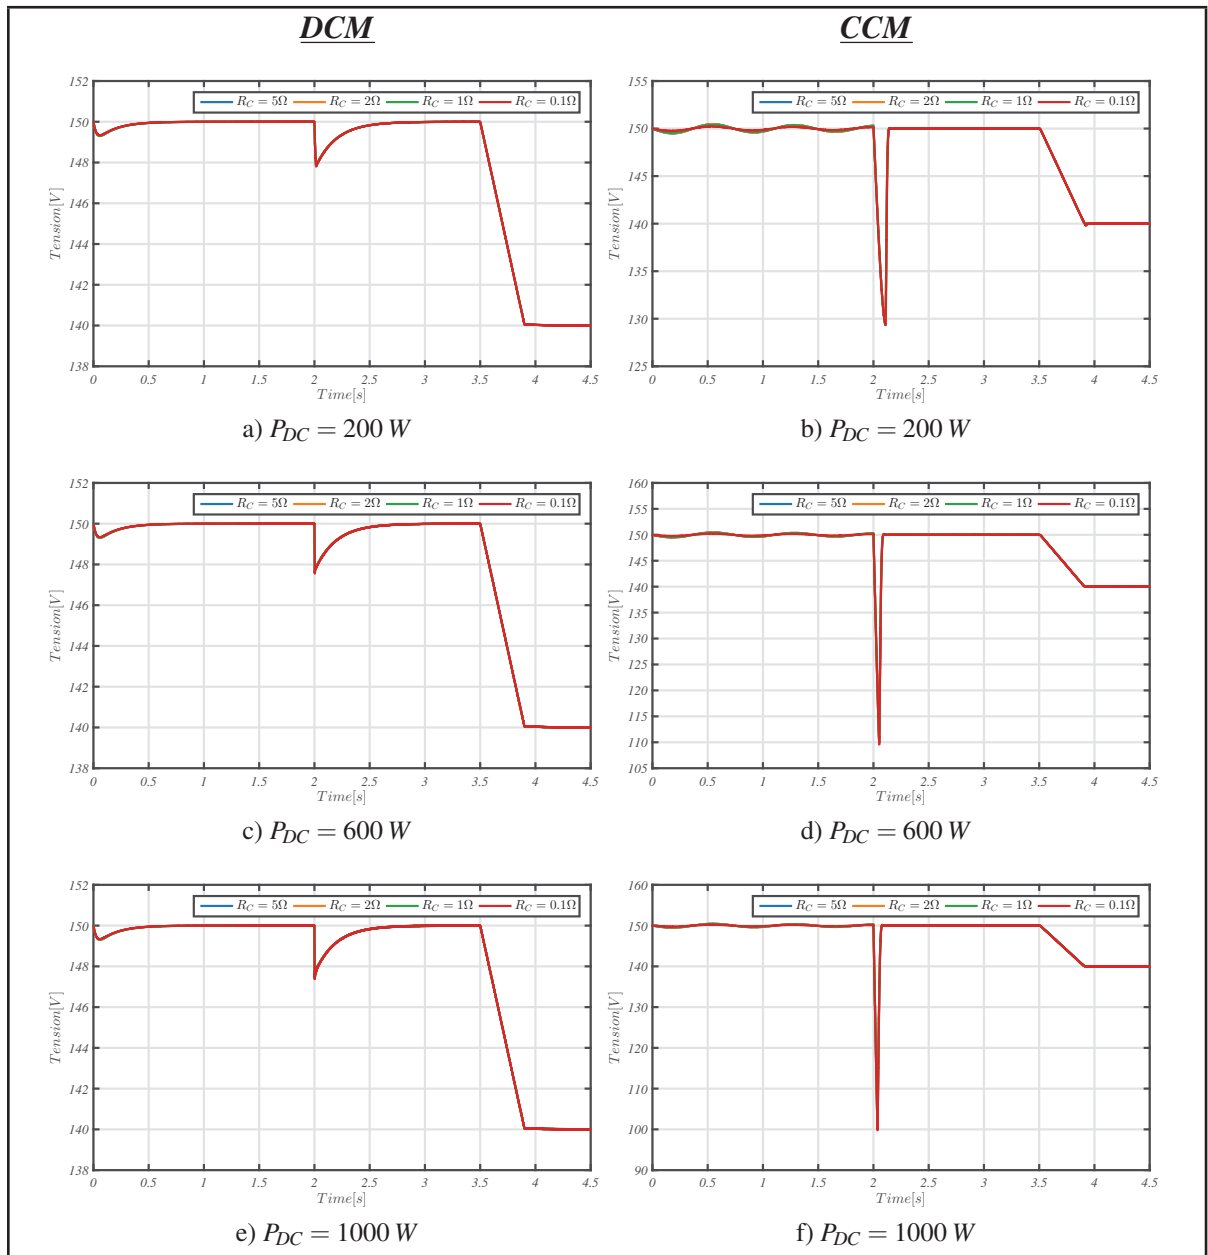 DCM
CCM
152
150
148
146
144
142
140
138
Tension[V]
R_C = 5Ω R_C = 2Ω R_C = 1Ω R_C = 0.1Ω
0 0.5 1 1.5 2 2.5 3 3.5 4 4.5
Time[s]
a) P_DC = 200 W
155
150
145
140
135
130
125
Tension[V]
R_C = 5Ω R_C = 2Ω R_C = 1Ω R_C = 0.1Ω
0 0.5 1 1.5 2 2.5 3 3.5 4 4.5
Time[s]
b) P_DC = 200 W
152
150
148
146
144
142
140
138
Tension[V]
R_C = 5Ω R_C = 2Ω R_C = 1Ω R_C = 0.1Ω
0 0.5 1 1.5 2 2.5 3 3.5 4 4.5
Time[s]
c) P_DC = 600 W
160
155
150
145
140
135
130
125
120
115
110
105
Tension[V]
R_C = 5Ω R_C = 2Ω R_C = 1Ω R_C = 0.1Ω
0 0.5 1 1.5 2 2.5 3 3.5 4 4.5
Time[s]
d) P_DC = 600 W
152
150
148
146
144
142
140
138
Tension[V]
R_C = 5Ω R_C = 2Ω R_C = 1Ω R_C = 0.1Ω
0 0.5 1 1.5 2 2.5 3 3.5 4 4.5
Time[s]
e) P_DC = 1000 W
160
150
140
130
120
110
100
90
Tension[V]
R_C = 5Ω R_C = 2Ω R_C = 1Ω R_C = 0.1Ω
0 0.5 1 1.5 2 2.5 3 3.5 4 4.5
Time[s]
f) P_DC = 1000 W